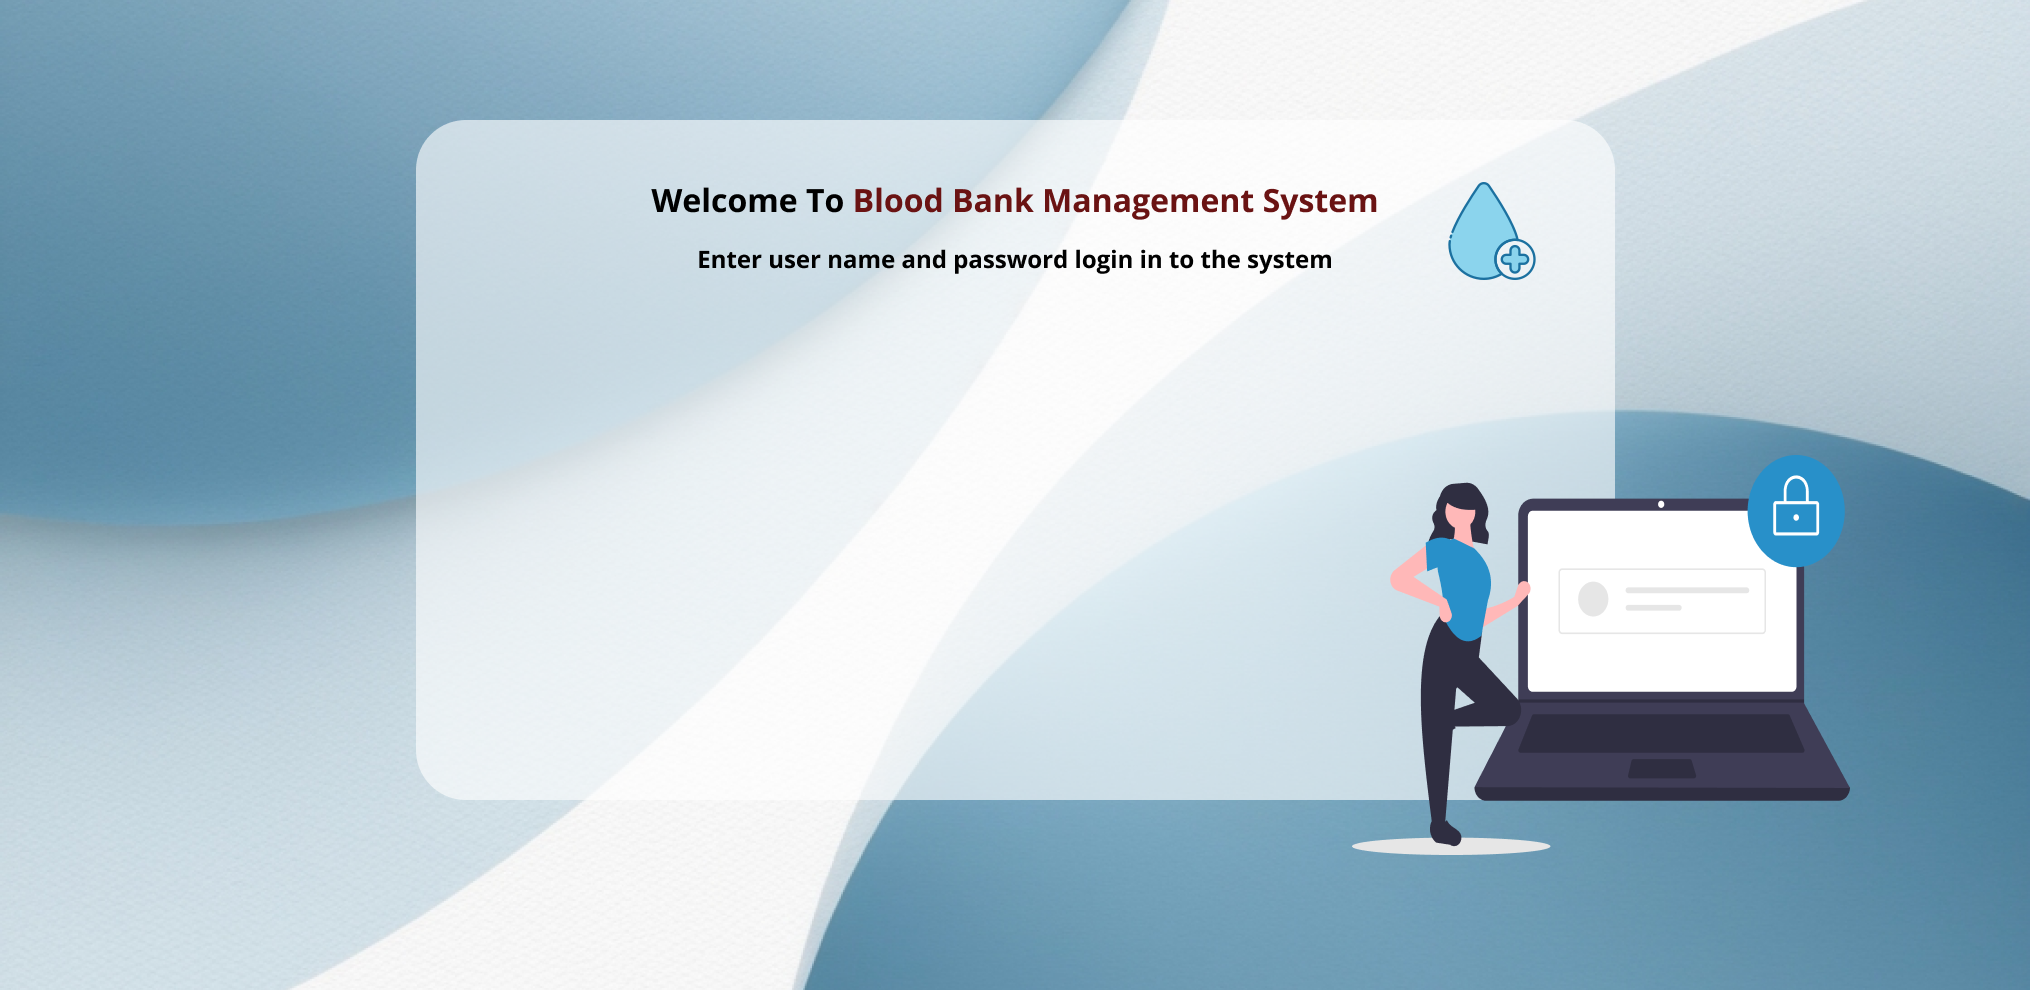 Welcome To Blood Bank Management System
Enter user name and password login in to the system